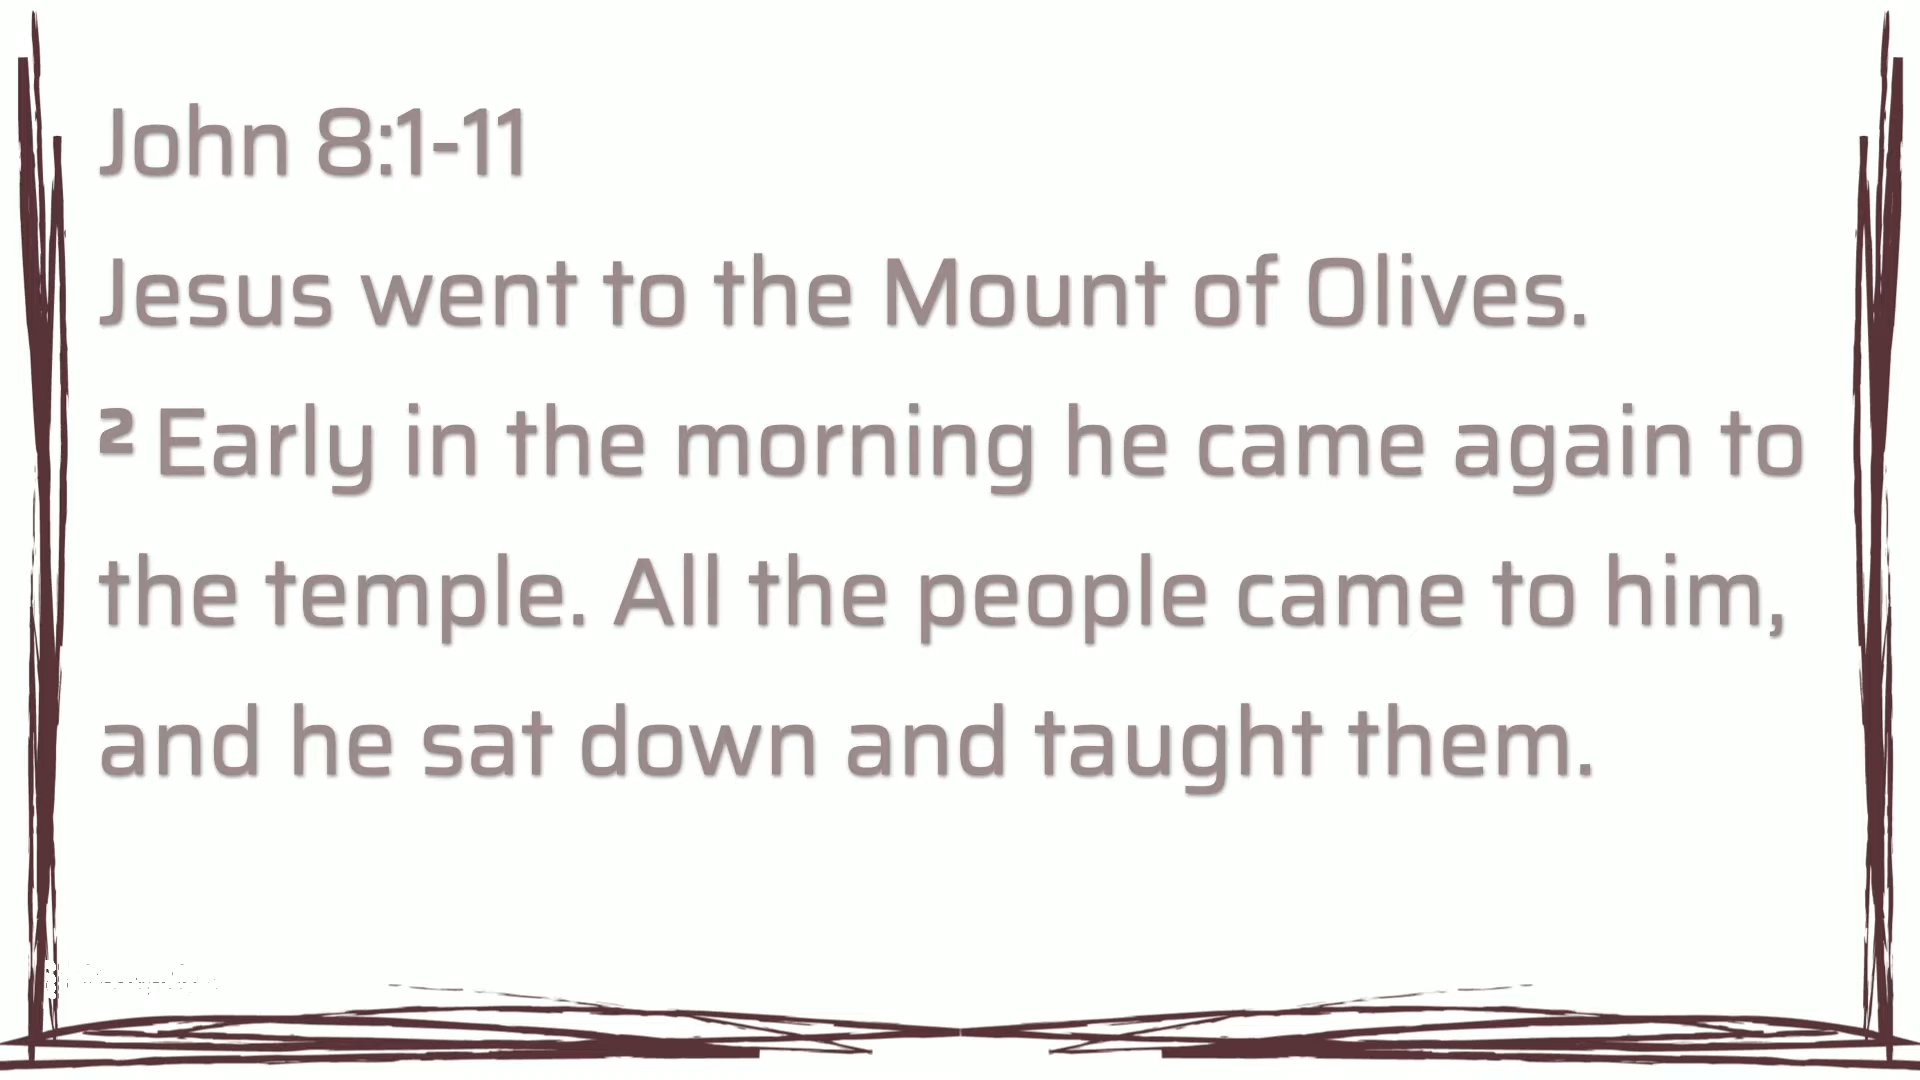 John 8:1-11
Jesus went to the Mount of Olives.
² Early in the morning he came again to
the temple. All the people came to him,
and he sat down and taught them.